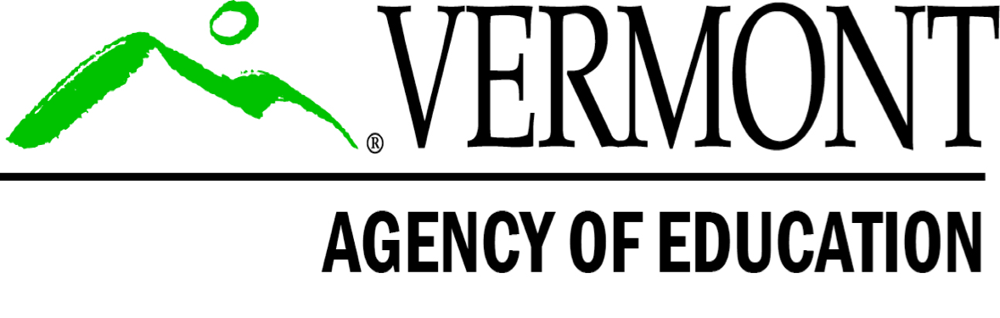 ® VERMONT
AGENCY OF EDUCATION